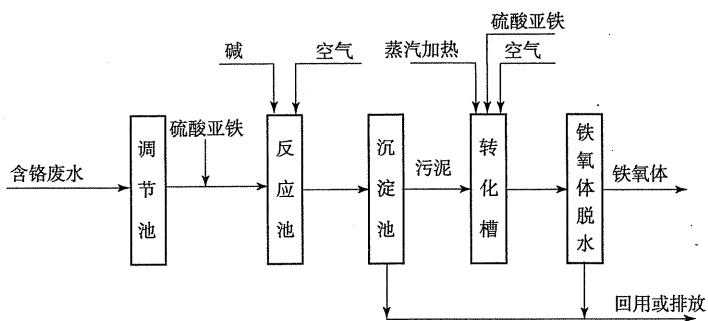 硫酸亚铁
碱
空气
蒸汽加热
空气
含铬废水
调节池
硫酸亚铁
反应池
沉淀池
污泥
转化槽
铁氧体脱水
铁氧体
回用或排放